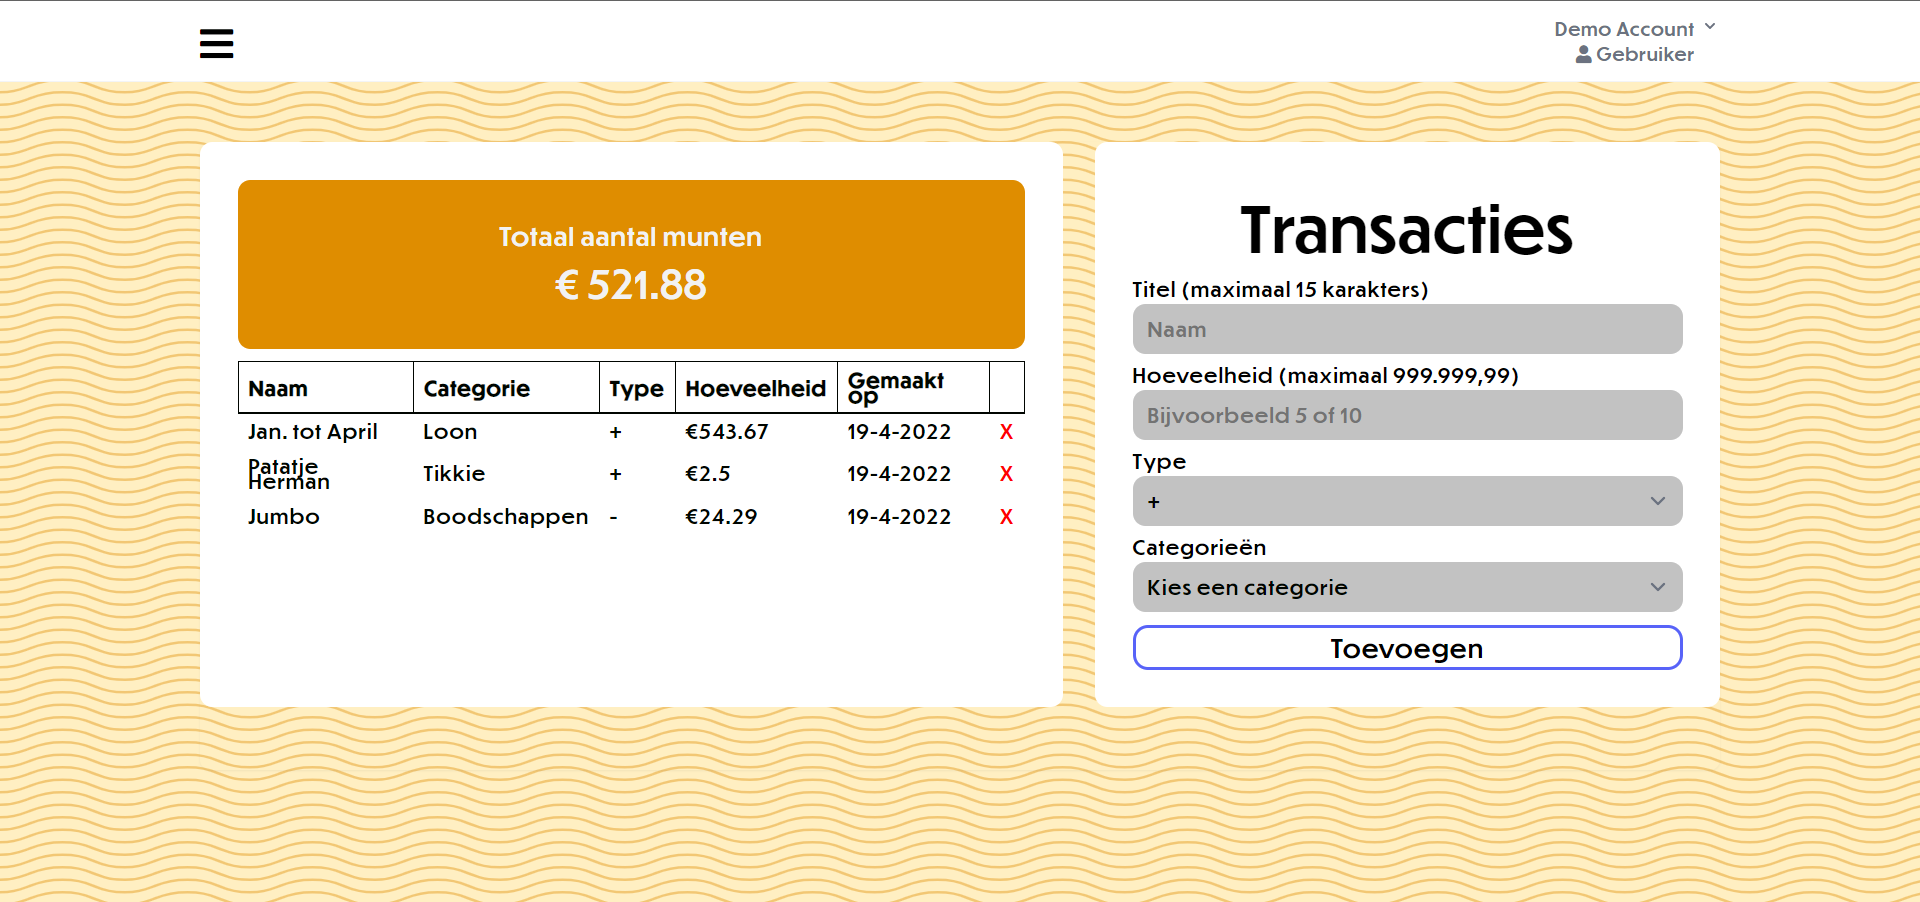 Demo Account
Gebruiker
Totaal aantal munten
€ 521.88
Naam Categorie Type Hoeveelheid Gemaakt op
Jan. tot April Loon + €543.67 19-4-2022 X
Patatje Herman Tikkie + €2.5 19-4-2022 X
Jumbo Boodschappen - €24.29 19-4-2022 X
Transacties
Titel (maximaal 15 karakters)
Naam
Hoeveelheid (maximaal 999.999,99)
Bijvoorbeeld 5 of 10
Type
+
Categorieën
Kies een categorie
Toevoegen